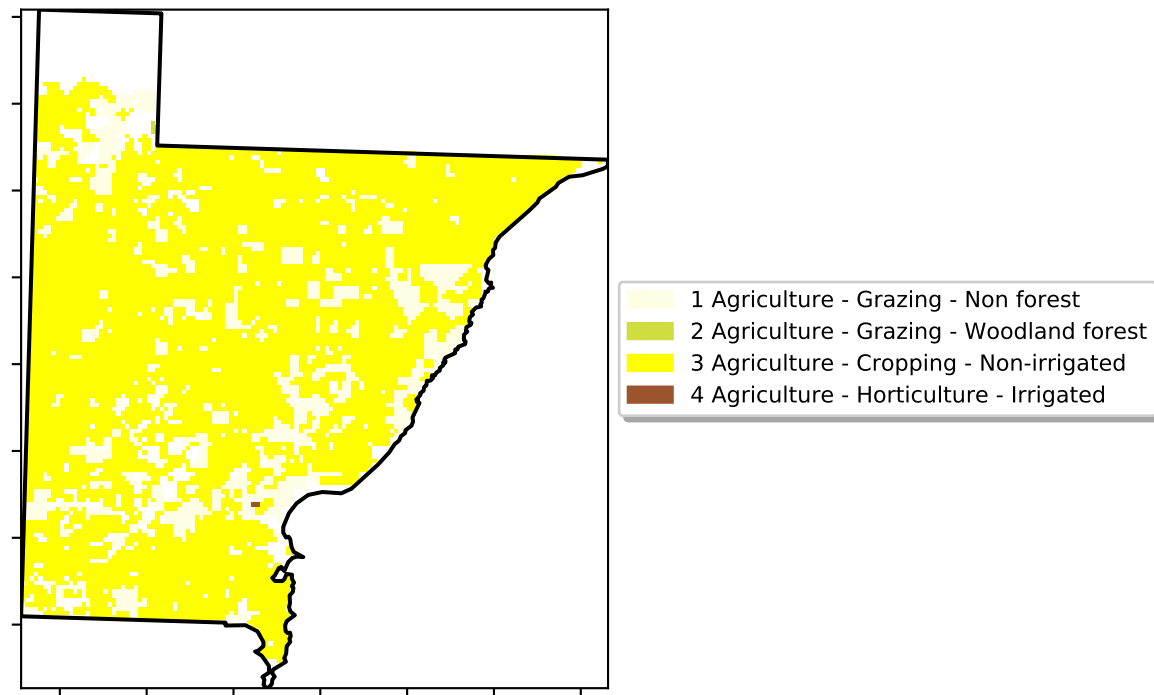 1 Agriculture - Grazing - Non forest
2 Agriculture - Grazing - Woodland forest
3 Agriculture - Cropping - Non-irrigated
4 Agriculture - Horticulture - Irrigated